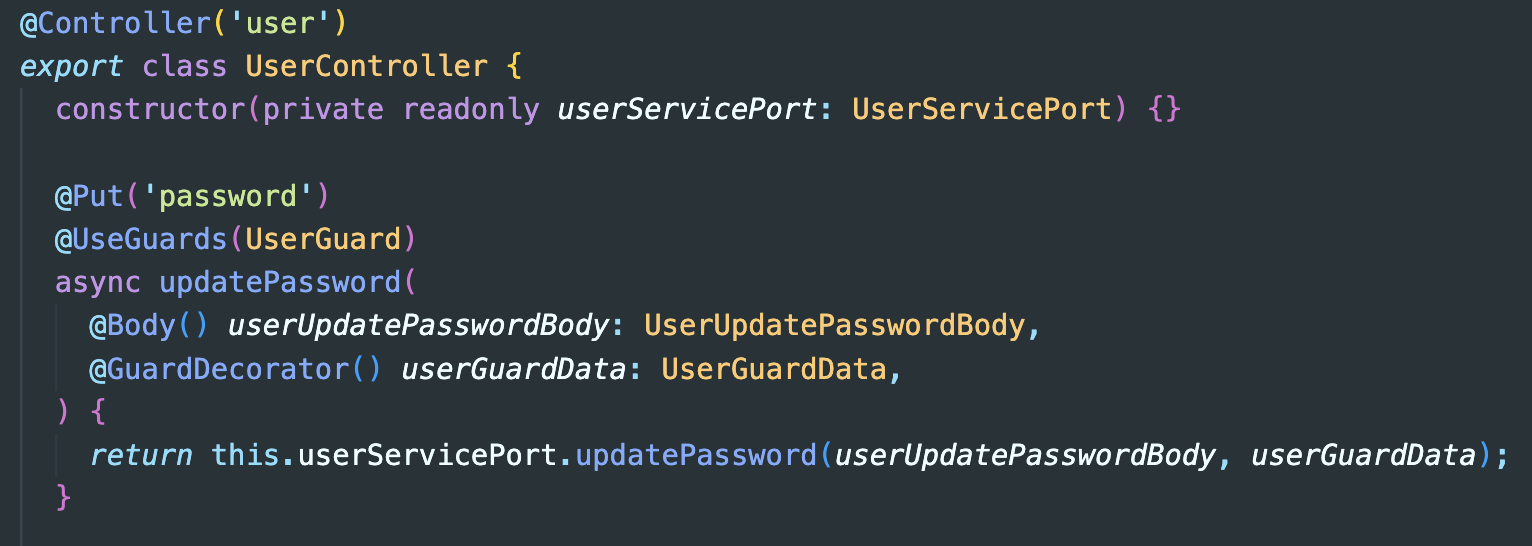 @Controller('user')
export class UserController {
constructor(private readonly userServicePort: UserServicePort) {}
@Put('password')
@UseGuards(UserGuard)
async updatePassword(
@Body() userUpdatePasswordBody: UserUpdatePasswordBody,
@GuardDecorator() userGuardData: UserGuardData,
) {
return this.userServicePort.updatePassword(userUpdatePasswordBody, userGuardData);
}